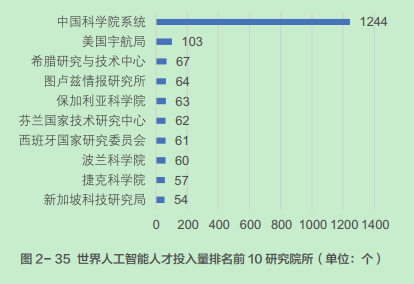 中国科学院系统 1244
美国宇航局 103
希腊研究与技术中心 67
图卢兹情报研究所 64
保加利亚科学院 63
芬兰国家技术研究中心 62
西班牙国家研究委员会 61
波兰科学院 60
捷克科学院 57
新加坡科技研究局 54
0 200 400 600 800 1000 1200 1400
图 2- 35 世界人工智能人才投入量排名前 10 研究院所（单位：个）